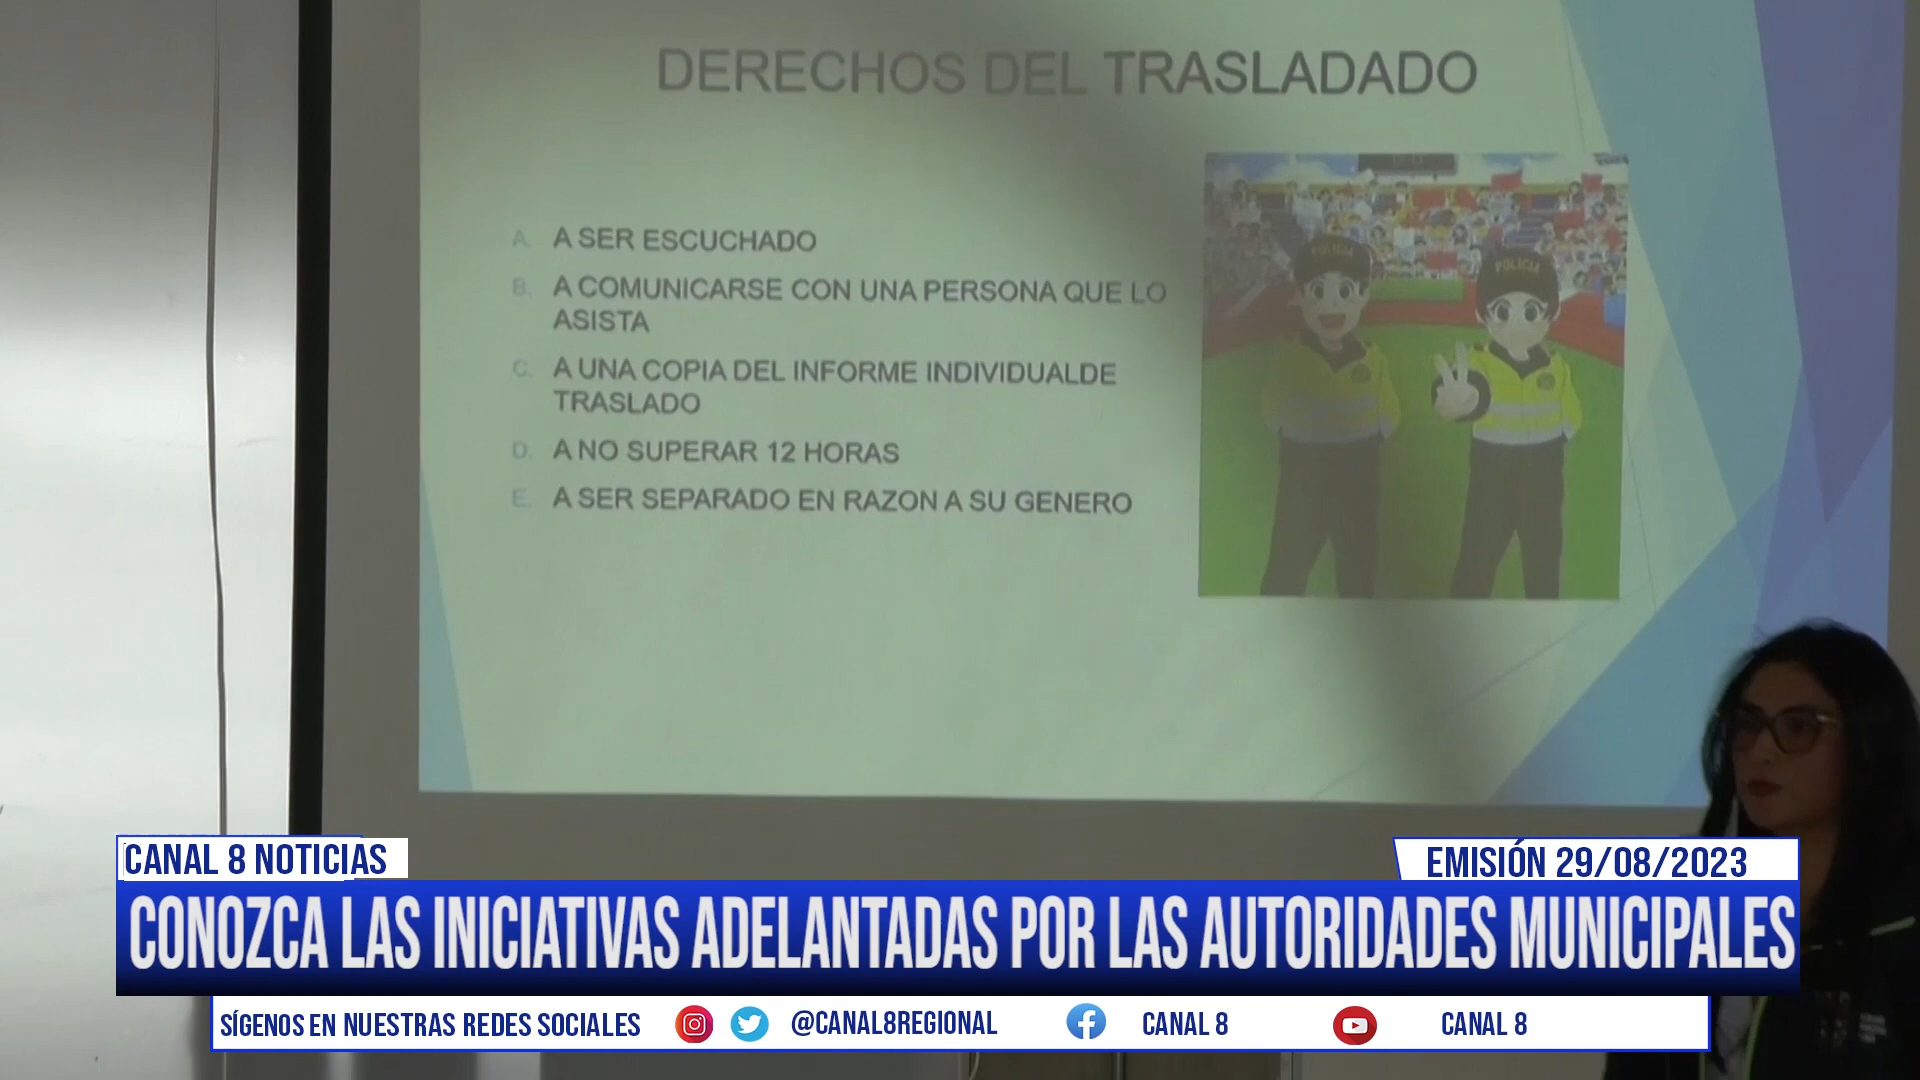 DERECHOS DEL TRASLADADO
A. A SER ESCUCHADO
B. A COMUNICARSE CON UNA PERSONA QUE LO
ASISTA
C. A UNA COPIA DEL INFORME INDIVIDUALDE
TRASLADO
D. A NO SUPERAR 12 HORAS
E. A SER SEPARADO EN RAZON A SU GENERO
POLICIA
POLICIA
CANAL 8 NOTICIAS
EMISIÓN 29/08/2023
CONOZCA LAS INICIATIVAS ADELANTADAS POR LAS AUTORIDADES MUNICIPALES
SÍGENOS EN NUESTRAS REDES SOCIALES @CANAL8REGIONAL CANAL 8 CANAL 8